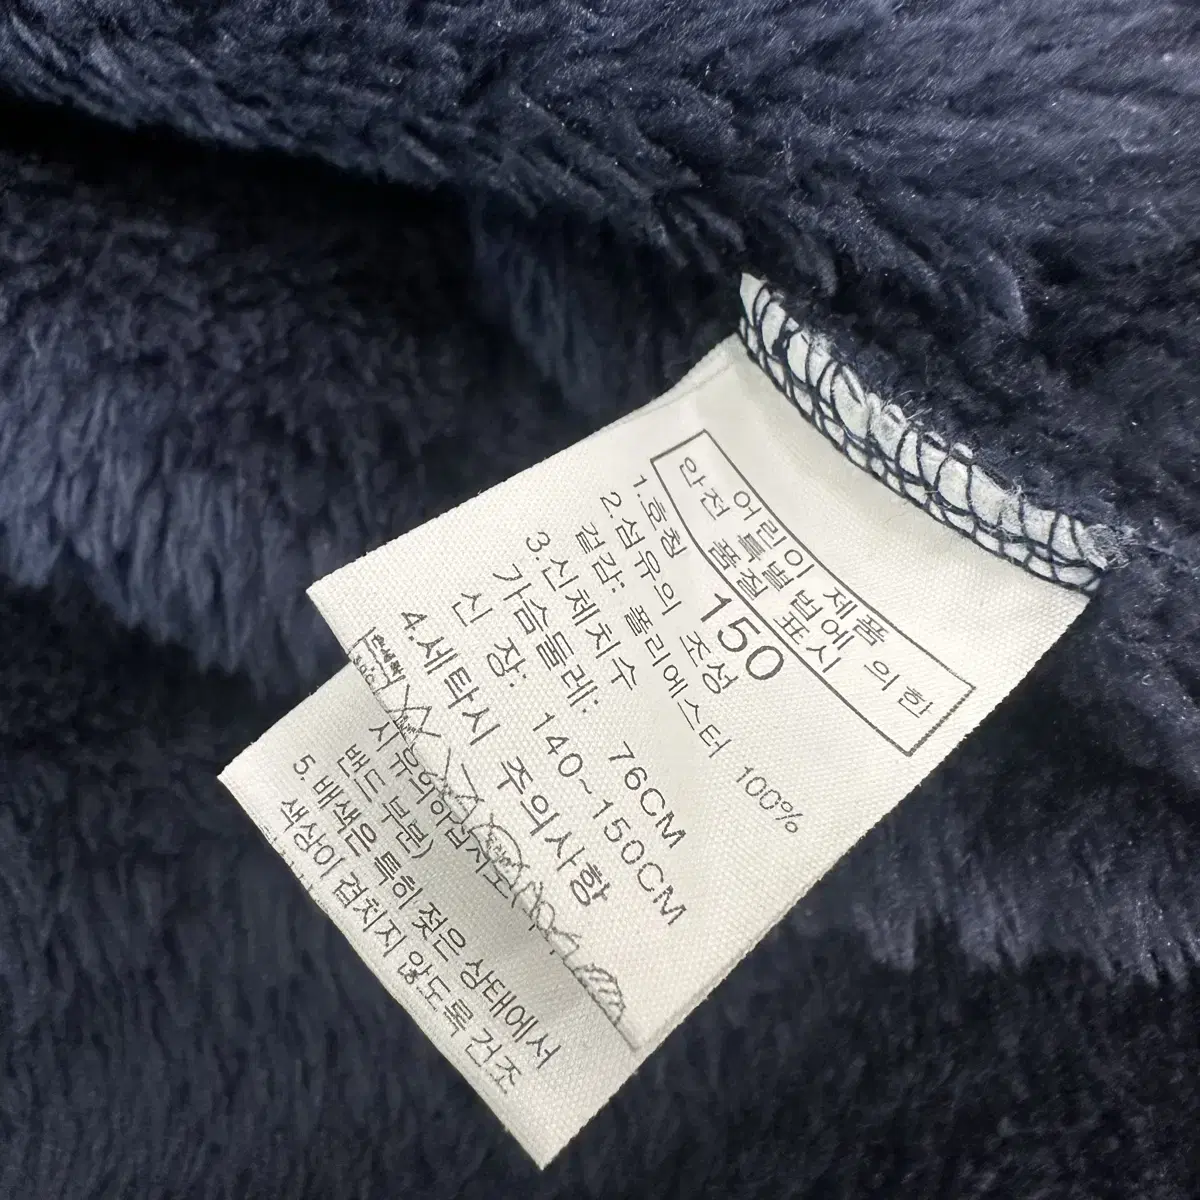 어린이 제품
안전 특별법에 의한
품질표시
1.호칭 150
2.섬유의 조성
겉감: 폴리에스터 100%
3.신체치수
가슴둘레: 76CM
신 장: 140~150CM
4.세탁시 주의사항
밴드 부분)
5.배색은 특히 젖은 상태에서
색상이 겹치지 않도록 건조